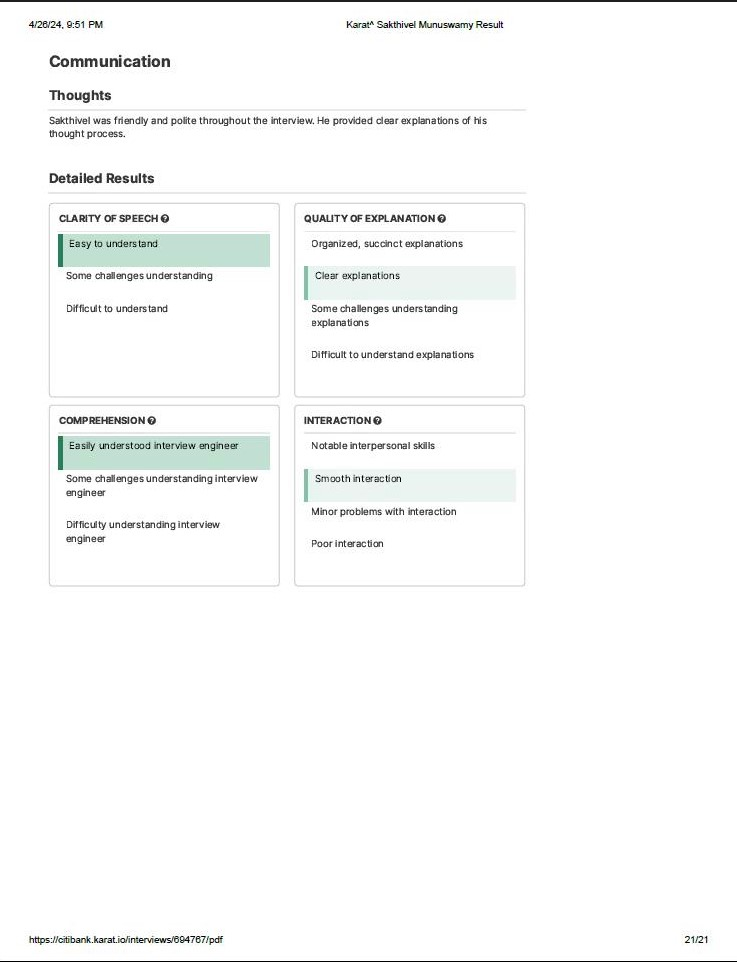 4/26/24, 9:51 PM
Karat^ Sakthivel Munuswamy Result
Communication
Thoughts
Sakthivel was friendly and polite throughout the interview. He provided clear explanations of his
thought process.
Detailed Results
CLARITY OF SPEECH
Easy to understand
Some challenges understanding
Difficult to understand
QUALITY OF EXPLANATION
Organized, succinct explanations
Clear explanations
Some challenges understanding
explanations
Difficult to understand explanations
COMPREHENSION
Easily understood interview engineer
Some challenges understanding interview
engineer
Difficulty understanding interview
engineer
INTERACTION
Notable interpersonal skills
Smooth interaction
Minor problems with interaction
Poor interaction
https://citibank.karat.io/interviews/694767/pdf
21/21